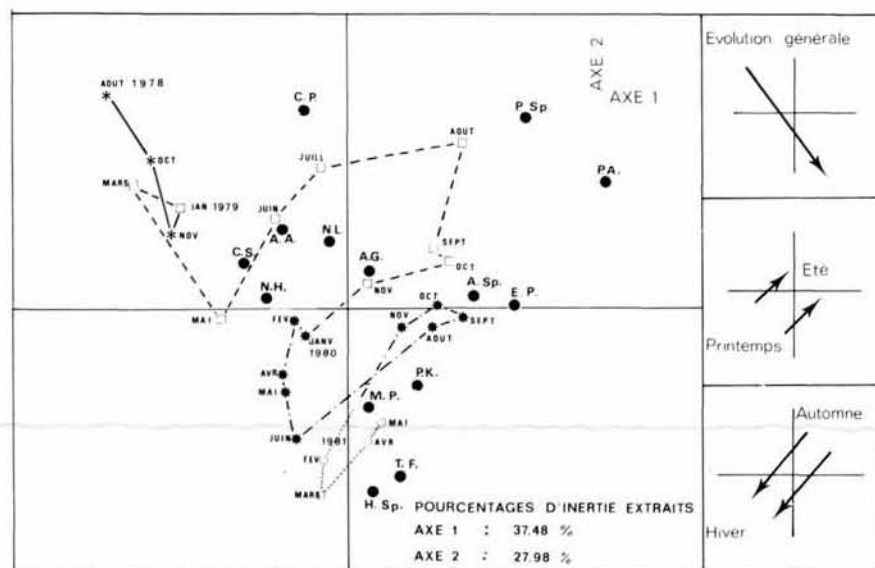 AOUT 1978
OCT
MARS
JAN 1979
NOV
MAI
C.P.
JUILL
JUIN
A.A.
N.L.
C.S.
N.H.
AOUT
P Sp.
P.A.
AXE 2
AXE 1
SEPT
OCT
A.G.
NOV
A.Sp.
E.P.
OCT
NOV
AOUT
SEPT
FEV
JANV
1980
AVR
MAI
JUIN
P.K.
M.P.
MAI
AVR
1981
FEV
MARS
T.F.
H.Sp.
POURCENTAGES D'INERTIE EXTRAITS
AXE 1 : 37.48 %
AXE 2 : 27.98 %
Evolution générale
Eté
Printemps
Automne
Hiver